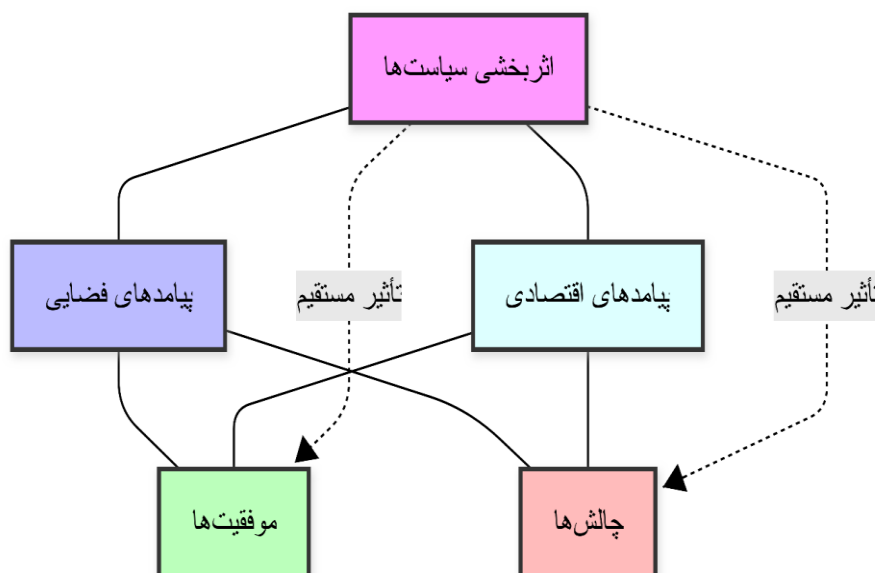 اثربخشی سیاست‌ها
پیامدهای اقتصادی
پیامدهای فضایی
تأثیر مستقیم
تأثیر مستقیم
چالش‌ها
موفقیت‌ها